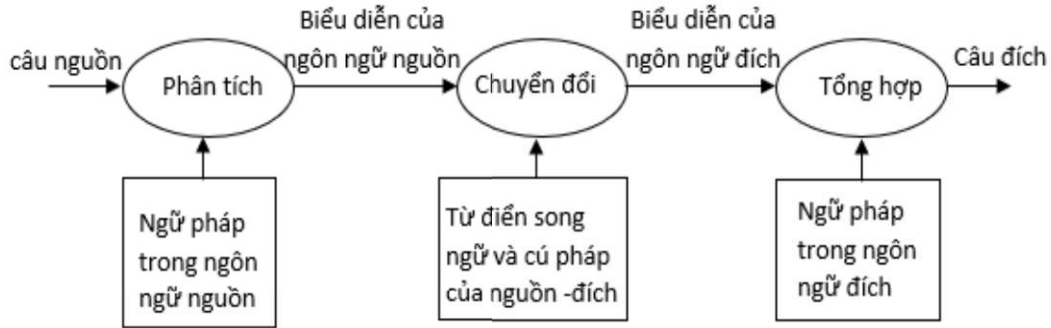 câu nguồn
Phân tích
Biểu diễn của
ngôn ngữ nguồn
Chuyển đổi
Biểu diễn của
ngôn ngữ đích
Tổng hợp
Câu đích
Ngữ pháp
trong ngôn
ngữ nguồn
Từ điển song
ngữ và cú pháp
của nguồn -đích
Ngữ pháp
trong ngôn
ngữ đích